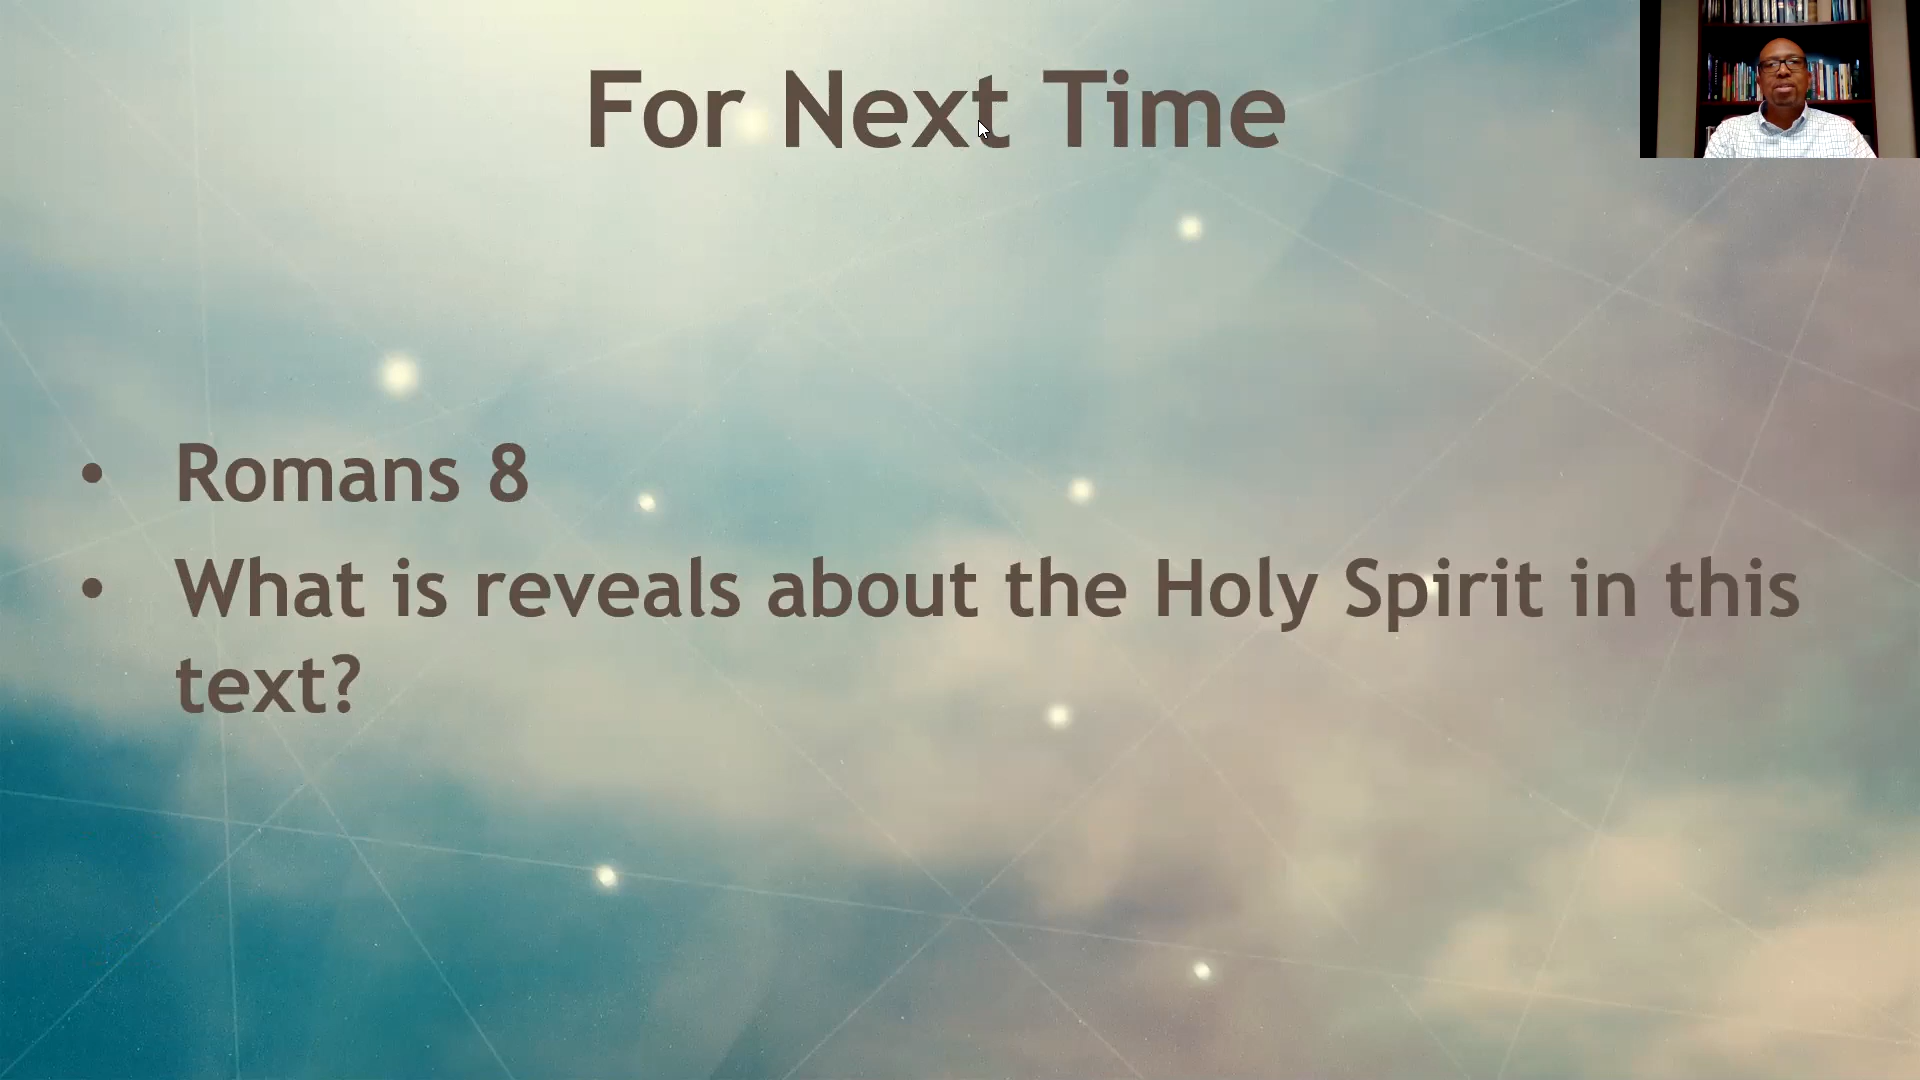 For Next Time
• Romans 8
• What is reveals about the Holy Spirit in this
text?